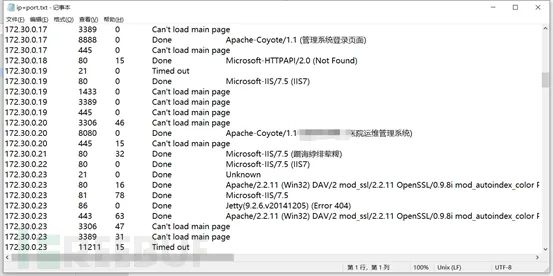 ip+port.txt - 记事本
文件(F) 编辑(E) 格式(O) 查看(V) 帮助(H)
172.30.0.17 3389 0 Can't load main page
172.30.0.17 8888 0 Done Apache-Coyote/1.1 (管理系统登录页面)
172.30.0.17 445 0 Can't load main page
172.30.0.18 80 15 Done Microsoft-HTTPAPI/2.0 (Not Found)
172.30.0.19 21 0 Timed out
172.30.0.19 80 0 Done Microsoft-IIS/7.5 (IIS7)
172.30.0.19 1433 0 Can't load main page
172.30.0.19 3389 0 Can't load main page
172.30.0.19 445 0 Can't load main page
172.30.0.20 3306 46 Can't load main page
172.30.0.20 8080 0 Done Apache-Coyote/1.1 院运维管理系统)
172.30.0.20 445 15 Can't load main page
172.30.0.21 80 32 Done Microsoft-IIS/7.5
172.30.0.22 80 0 Done Microsoft-IIS/7.5 (IIS7)
172.30.0.23 21 0 Unknown
172.30.0.23 80 16 Done Apache/2.2.11 (Win32) DAV/2 mod_ssl/2.2.11 OpenSSL/0.9.8i mod_autoindex_color
172.30.0.23 81 78 Done Microsoft-IIS/7.5
172.30.0.23 86 0 Done Jetty(9.2.6.v20141205) (Error 404)
172.30.0.23 443 63 Done Apache/2.2.11 (Win32) DAV/2 mod_ssl/2.2.11 OpenSSL/0.9.8i mod_autoindex_color
172.30.0.23 3306 47 Can't load main page
172.30.0.23 3389 31 Can't load main page
172.30.0.23 11211 15 Timed out
第 1 行，第 1 列 100% Unix (LF) UTF-8